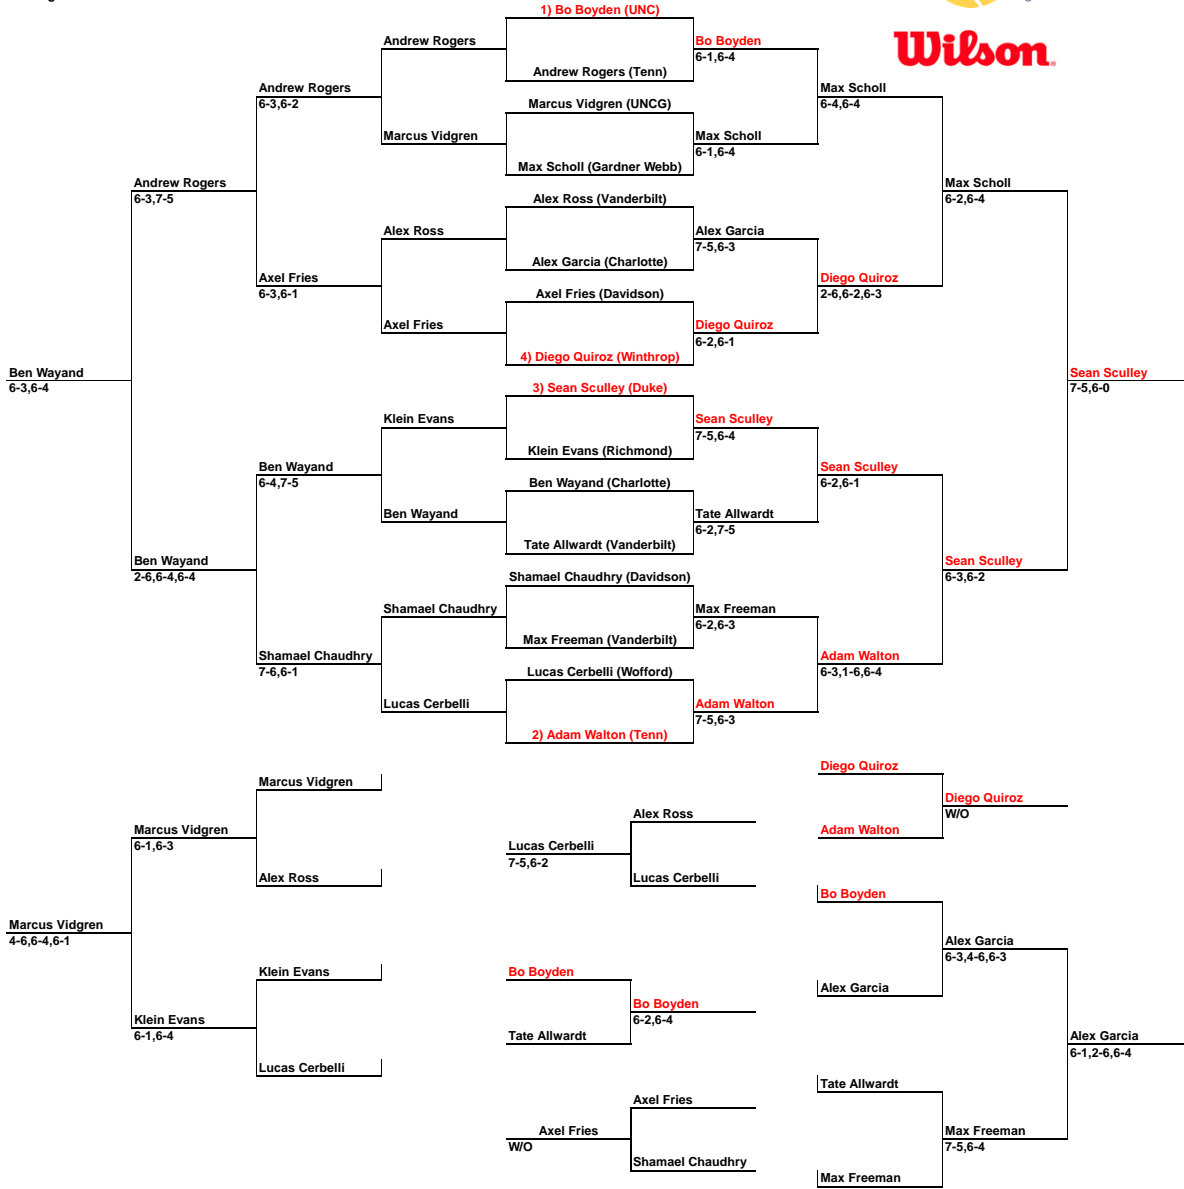 1) Bo Boyden (UNC)
Andrew Rogers
Bo Boyden
6-1,6-4
Wilson.
Andrew Rogers (Tenn)
Andrew Rogers
6-3,6-2
Max Scholl
6-4,6-4
Marcus Vidgren (UNCG)
Marcus Vidgren
Max Scholl
6-1,6-4
Max Scholl (Gardner Webb)
Andrew Rogers
6-3,7-5
Max Scholl
6-2,6-4
Alex Ross (Vanderbilt)
Alex Ross
Alex Garcia
7-5,6-3
Alex Garcia (Charlotte)
Axel Fries
6-3,6-1
Diego Quiroz
2-6,6-2,6-3
Axel Fries (Davidson)
Axel Fries
Diego Quiroz
6-2,6-1
4) Diego Quiroz (Winthrop)
Ben Wayand
6-3,6-4
Sean Sculley
7-5,6-0
3) Sean Sculley (Duke)
Klein Evans
Sean Sculley
7-5,6-4
Klein Evans (Richmond)
Ben Wayand
6-4,7-5
Sean Sculley
6-2,6-1
Ben Wayand (Charlotte)
Ben Wayand
Tate Allwardt
6-2,7-5
Tate Allwardt (Vanderbilt)
Ben Wayand
2-6,6-4,6-4
Sean Sculley
6-3,6-2
Shamael Chaudhry (Davidson)
Shamael Chaudhry
Max Freeman
6-2,6-3
Max Freeman (Vanderbilt)
Shamael Chaudhry
7-6,6-1
Adam Walton
6-3,1-6,6-4
Lucas Cerbelli (Wofford)
Lucas Cerbelli
Adam Walton
7-5,6-3
2) Adam Walton (Tenn)
Marcus Vidgren
Marcus Vidgren
6-1,6-3
Alex Ross
Marcus Vidgren
4-6,6-4,6-1
Klein Evans
Klein Evans
6-1,6-4
Lucas Cerbelli
Alex Ross
Lucas Cerbelli
7-5,6-2
Lucas Cerbelli
Bo Boyden
Bo Boyden
6-2,6-4
Tate Allwardt
Axel Fries
Axel Fries
W/O
Shamael Chaudhry
Diego Quiroz
Diego Quiroz
W/O
Adam Walton
Bo Boyden
Alex Garcia
6-3,4-6,6-3
Alex Garcia
Alex Garcia
6-1,2-6,6-4
Tate Allwardt
Max Freeman
7-5,6-4
Max Freeman